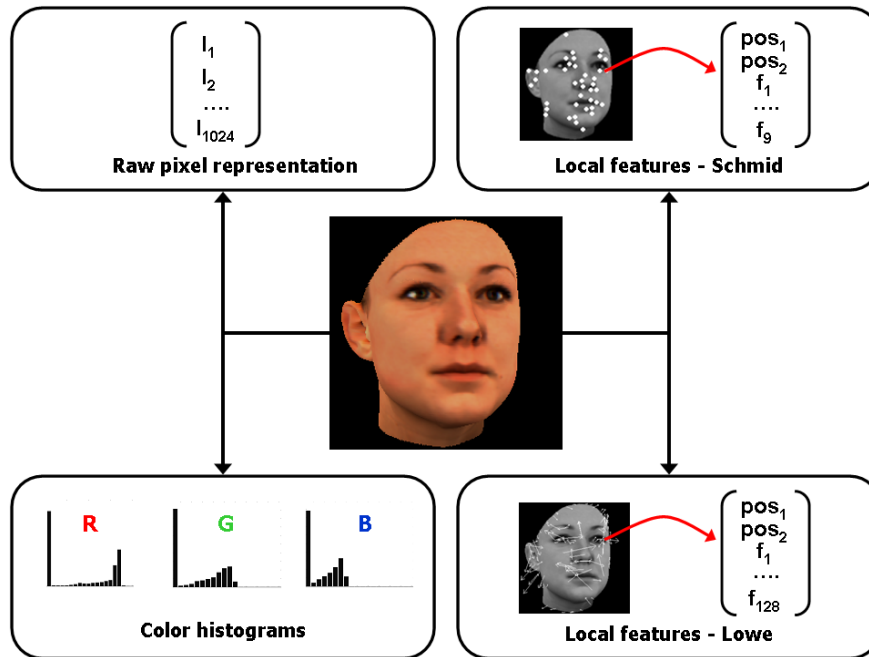 I1
I2
....
I1024
Raw pixel representation
pos1
pos2
f1
....
f9
Local features - Schmid
R G B
Color histograms
pos1
pos2
f1
....
f128
Local features - Lowe